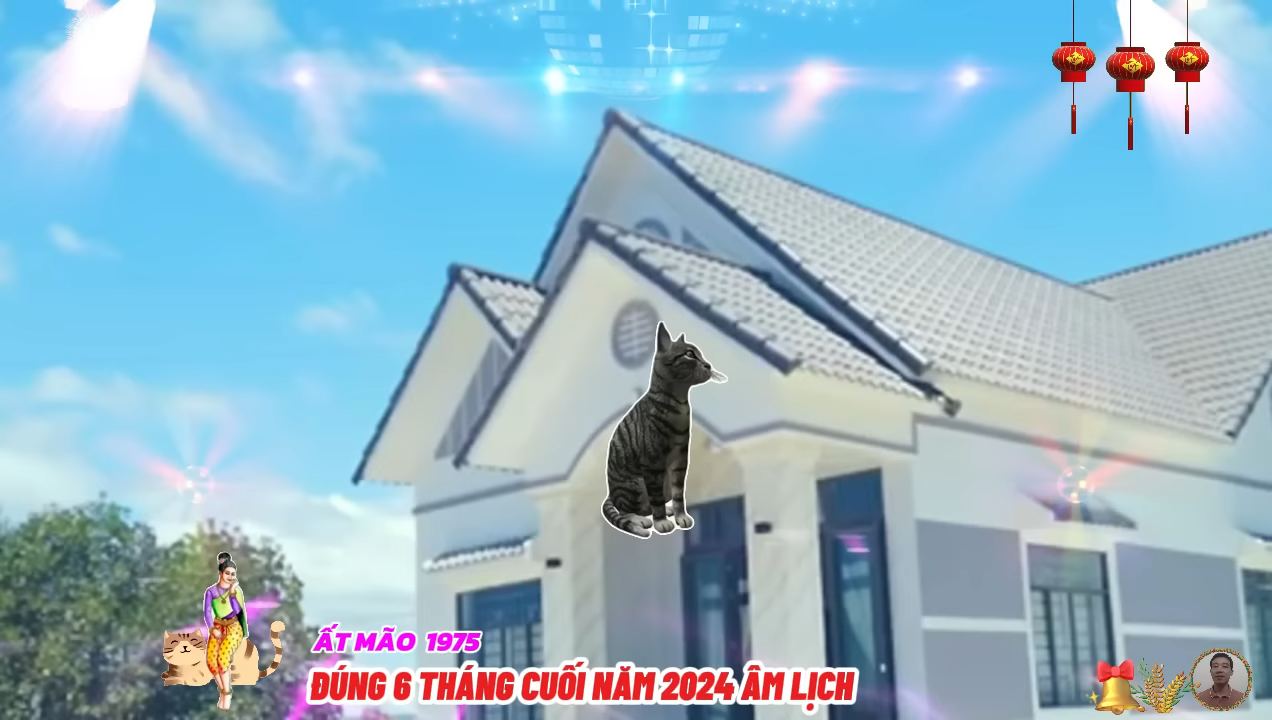 ẤT MÃO 1975
ĐÚNG 6 THÁNG CUỐI NĂM 2024 ÂM LỊCH